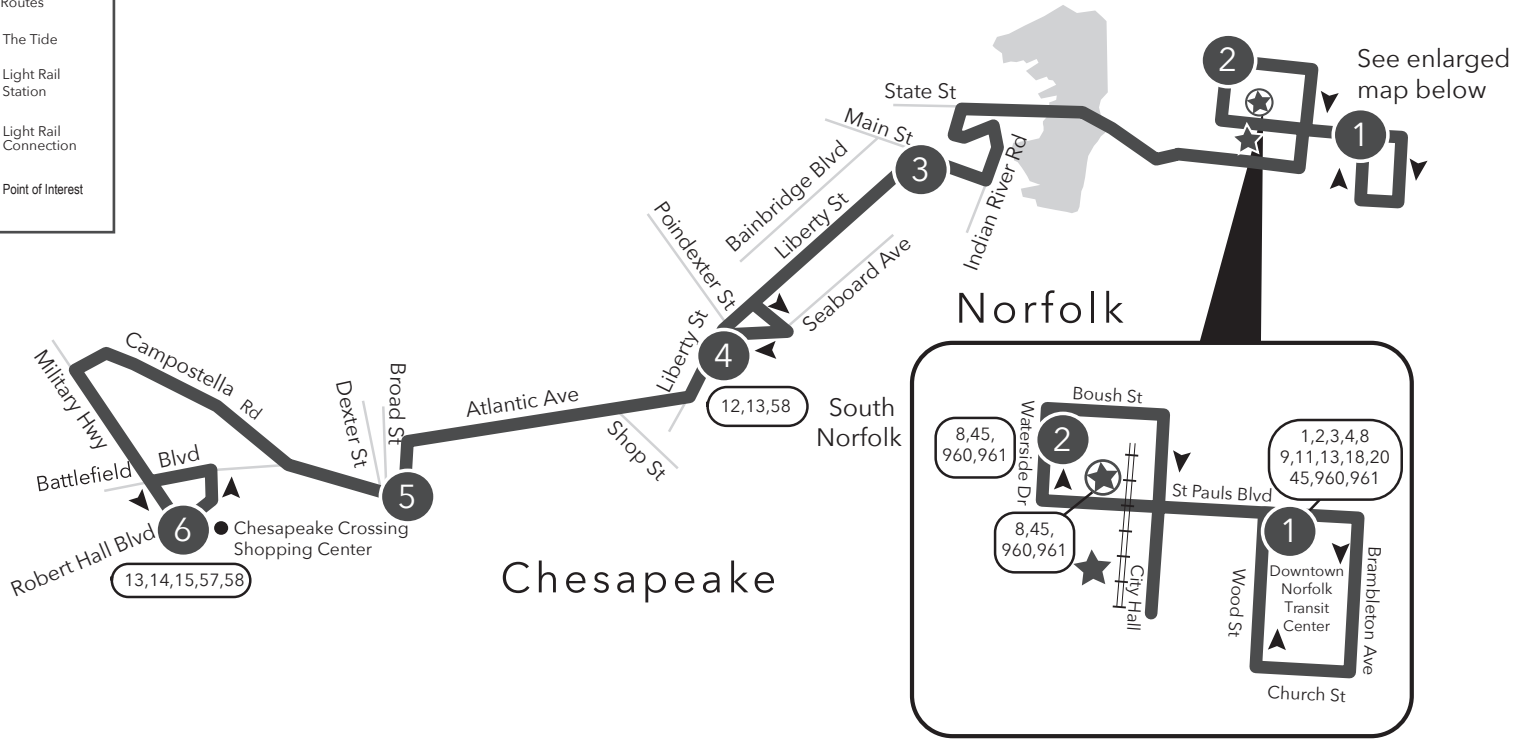 Routes
The Tide
Light Rail
Station
Light Rail
Connection
Point of Interest
2
See enlarged
map below
1
State St
Main St
3
Indian River Rd
Bainbridge Blvd
Liberty St
Poindexter St
Seaboard Ave
Norfolk
Liberty St
4
12,13,58
South
Norfolk
Campostella Rd
Military Hwy
Broad St
Dexter St
Atlantic Ave
Shop St
Battlefield Blvd
5
6
Chesapeake Crossing
Shopping Center
Robert Hall Blvd
13,14,15,57,58
Chesapeake
Boush St
Waterside Dr
2
8,45,
960,961
1,2,3,4,8
9,11,13,18,20
45,960,961
St Pauls Blvd
8,45,
960,961
1
City Hall
Wood St
Downtown
Norfolk
Transit
Center
Brambleton Ave
Church St